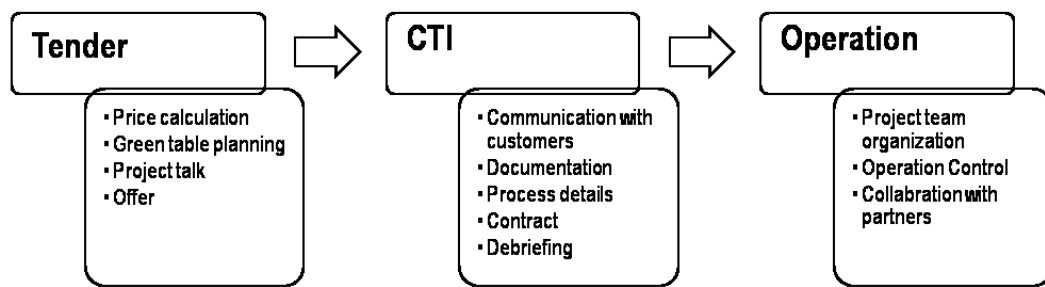 Tender
· Price calculation
· Green table planning
· Project talk
· Offer
CTI
· Communication with
customers
· Documentation
· Process details
· Contract
· Debriefing
Operation
· Project team
organization
· Operation Control
· Collabration with
partners